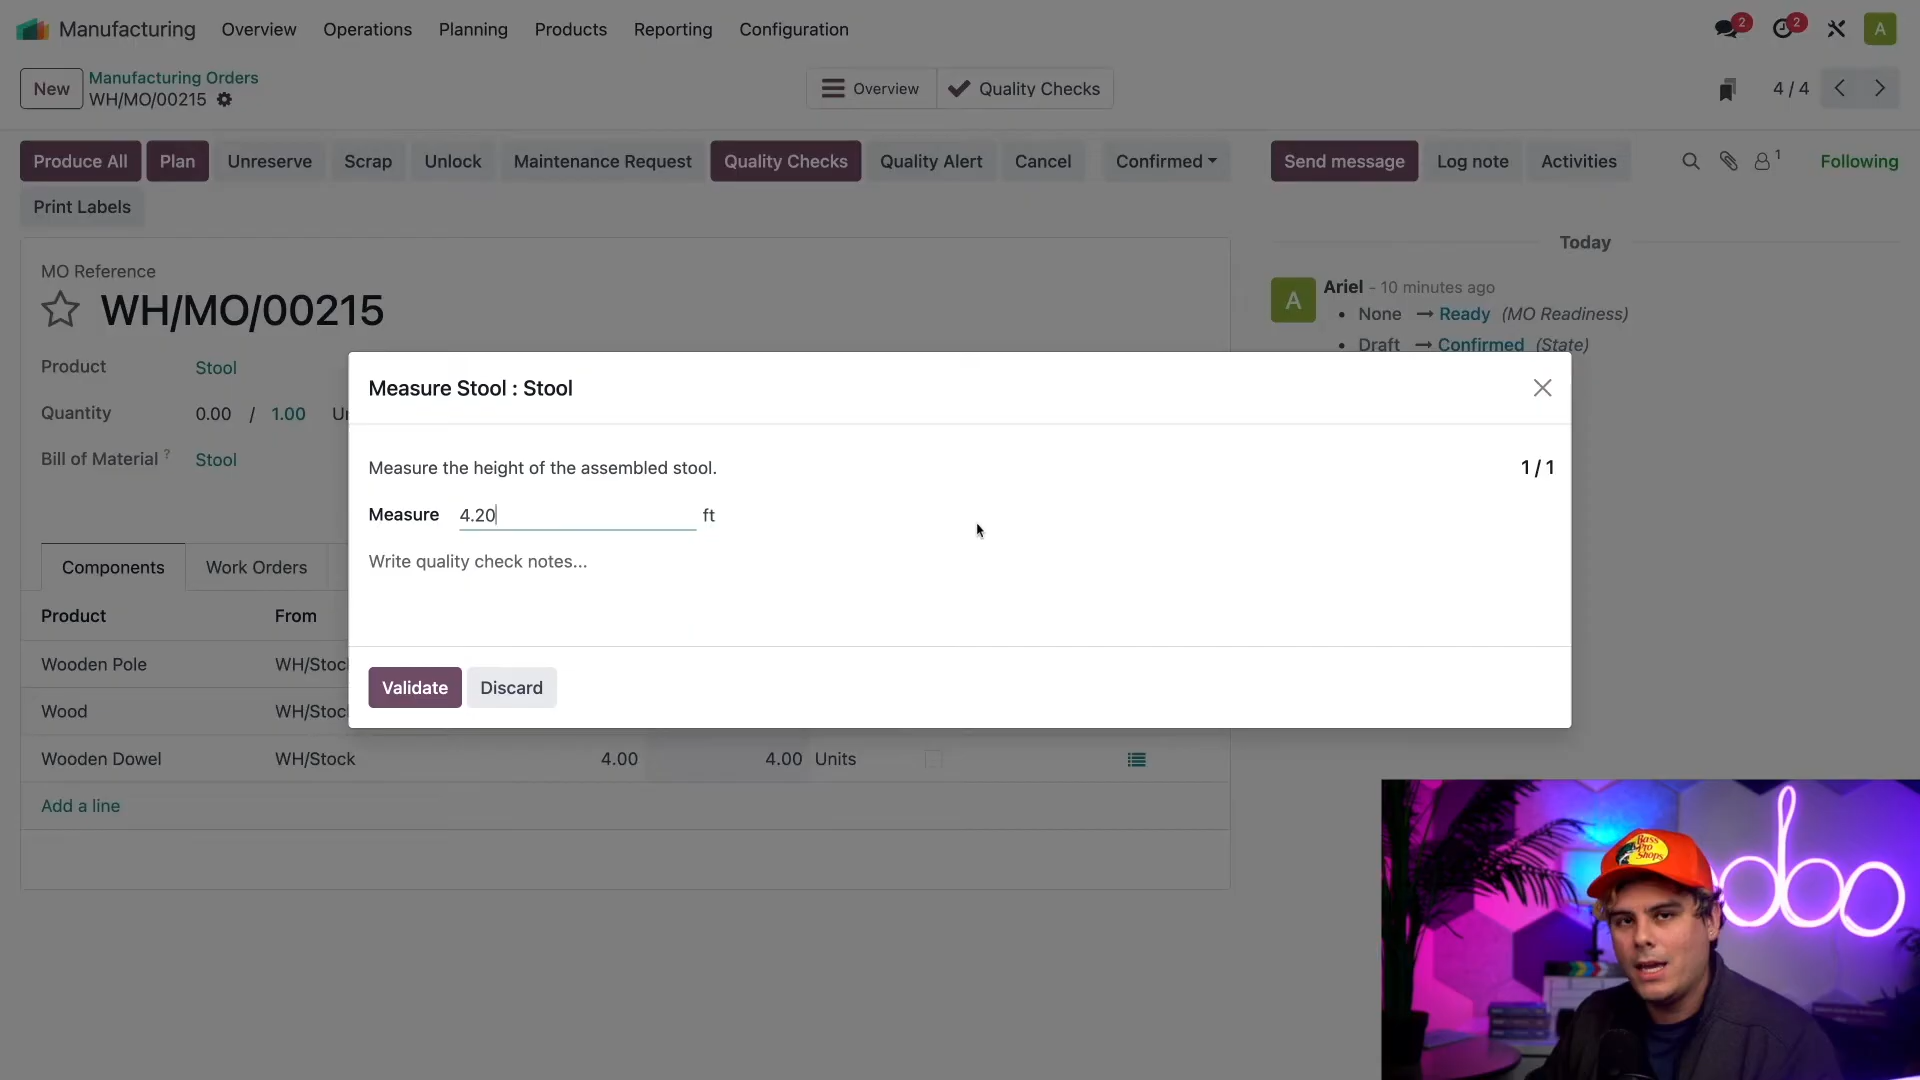 Manufacturing Overview Operations Planning Products Reporting Configuration 2 2 A
New Manufacturing Orders
WH/MO/00215
Overview Quality Checks 4 / 4
Produce All Plan Unreserve Scrap Unlock Maintenance Request Quality Checks Quality Alert Cancel Confirmed
Print Labels
Send message Log note Activities 1 Following
Today
MO Reference
WH/MO/00215
A Ariel - 10 minutes ago
None → Ready (MO Readiness)
Draft → Confirmed (State)
Product Stool
Quantity 0.00 / 1.00
Bill of Material ? Stool
Measure Stool : Stool
Measure the height of the assembled stool. 1 / 1
Measure 4.20 ft
Write quality check notes...
Validate Discard
Components Work Orders
Product From
Wooden Pole
Wood
Wooden Dowel WH/Stock 4.00 4.00 Units
Add a line
Bass
Pro
Shops